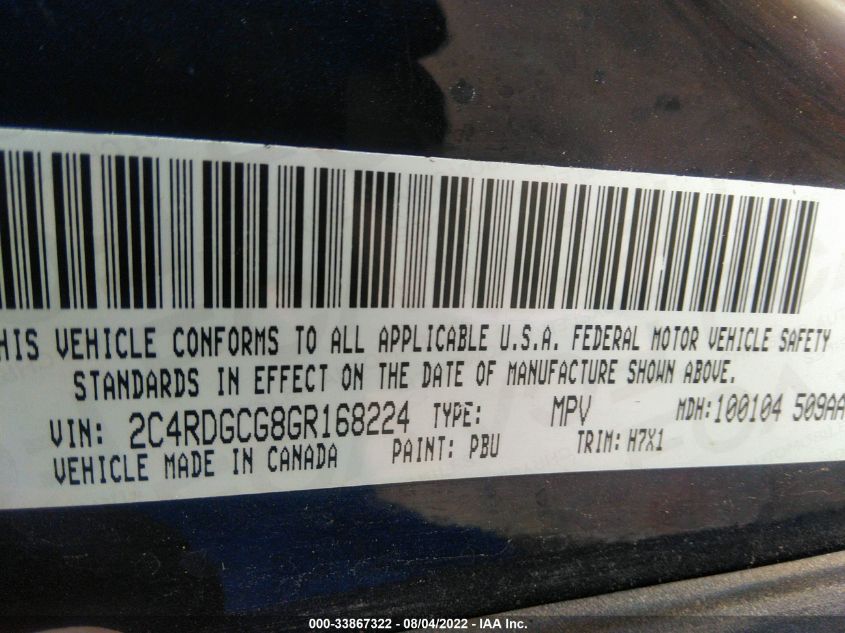 HIS VEHICLE CONFORMS TO ALL APPLICABLE U.S.A. FEDERAL MOTOR VEHICLE SAFETY
STANDARDS IN EFFECT ON THE DATE OF MANUFACTURE SHOWN ABOVE.
VIN: 2C4RDGCG8GR168224 TYPE: MPV MDH: 100104 509AA
VEHICLE MADE IN CANADA PAINT: PBU TRIM: H7X1
000-33867322 - 08/04/2022 - IAA Inc.